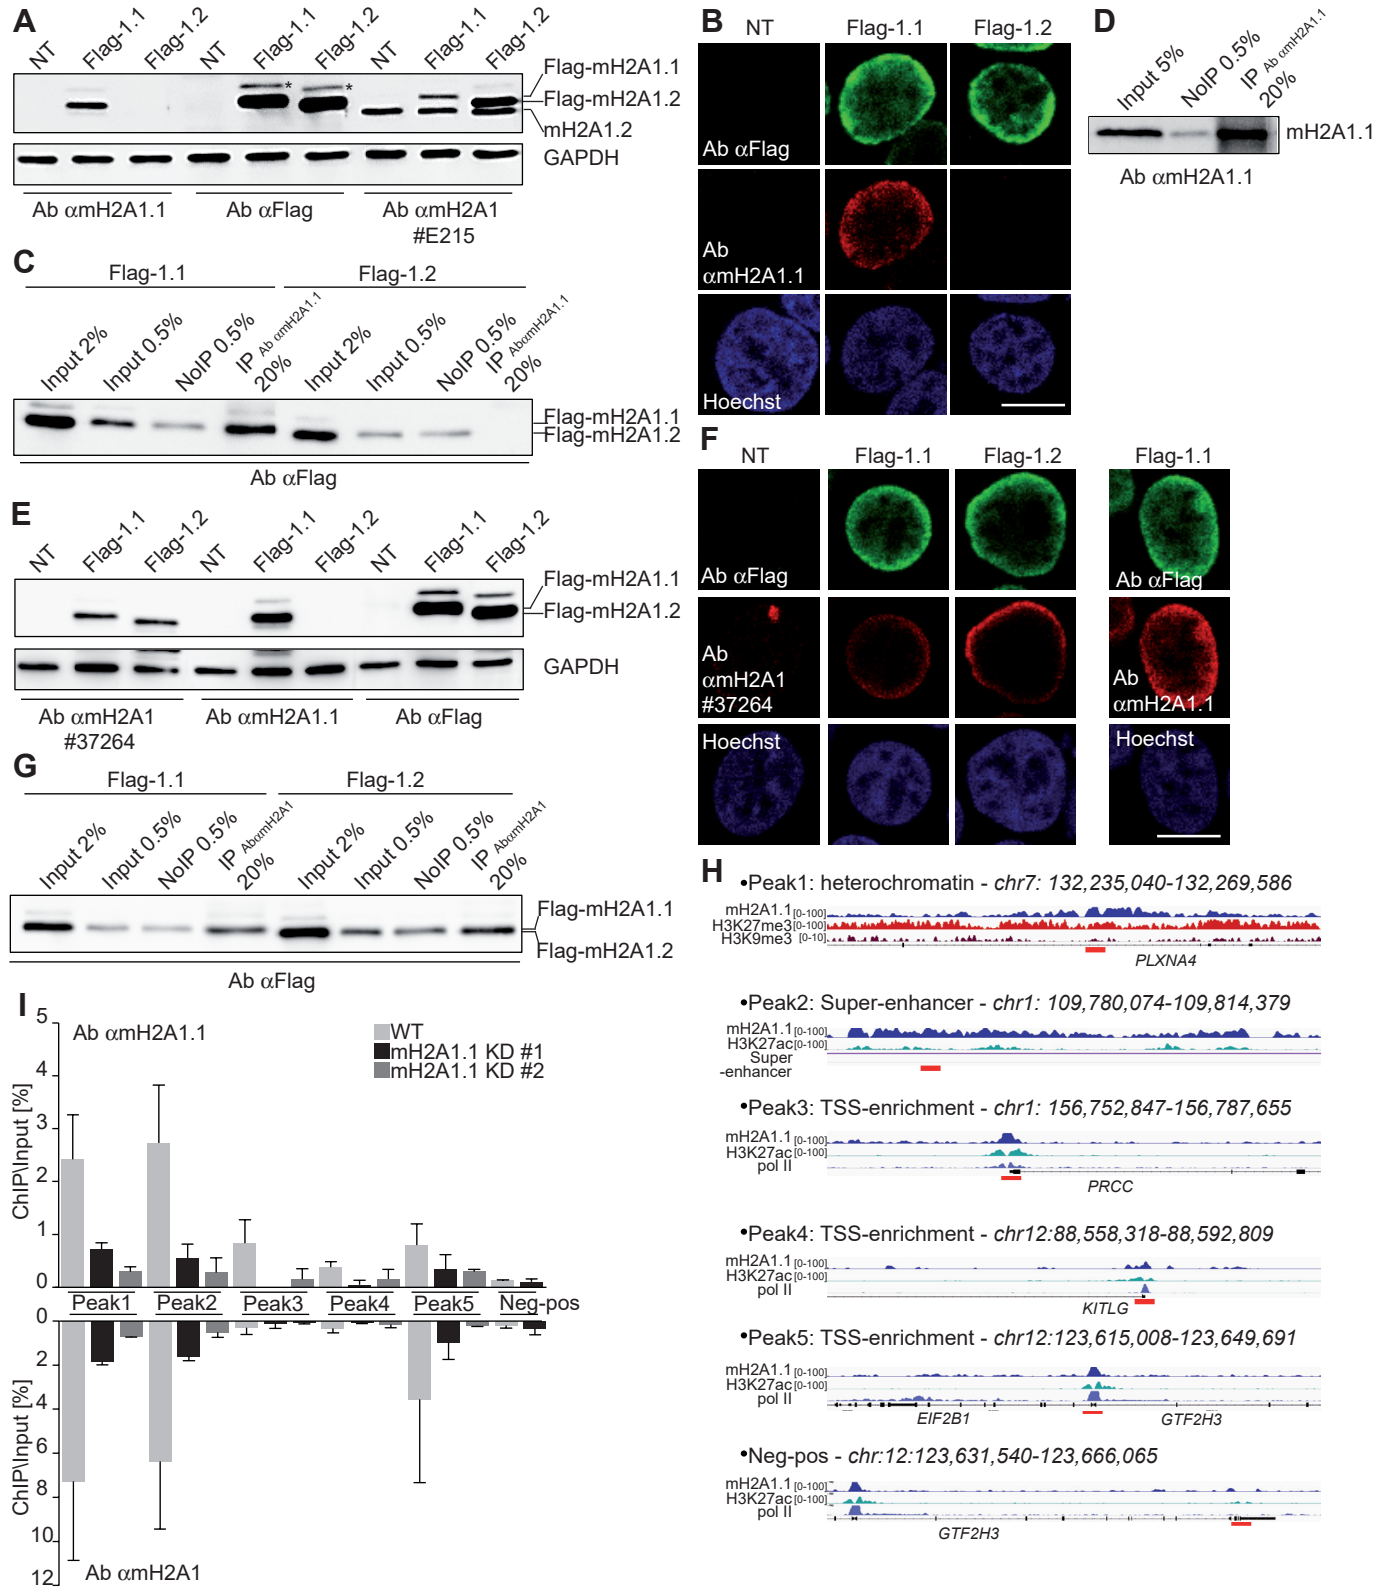 A
NT
Flag-1.1
Flag-1.2
NT
Flag-1.1
Flag-1.2
NT
Flag-1.1
Flag-1.2
*
*
Flag-mH2A1.1
Flag-mH2A1.2
mH2A1.2
GAPDH
Ab αmH2A1.1
Ab αFlag
Ab αmH2A1
#E215
B
NT
Flag-1.1
Flag-1.2
Ab αFlag
Ab
αmH2A1.1
Hoechst
D
Input 5%
NoIP 0.5%
IP Ab αmH2A1.1
20%
mH2A1.1
Ab αmH2A1.1
C
Flag-1.1
Flag-1.2
Input 2%
Input 0.5%
NoIP 0.5%
IP Ab αmH2A1.1
20%
Input 2%
Input 0.5%
NoIP 0.5%
IP Ab αmH2A1.1
20%
Flag-mH2A1.1
Flag-mH2A1.2
Ab αFlag
E
NT
Flag-1.1
Flag-1.2
NT
Flag-1.1
Flag-1.2
NT
Flag-1.1
Flag-1.2
Flag-mH2A1.1
Flag-mH2A1.2
GAPDH
Ab αmH2A1
#37264
Ab αmH2A1.1
Ab αFlag
F
NT
Flag-1.1
Flag-1.2
Flag-1.1
Ab αFlag
Ab αFlag
Ab
αmH2A1
#37264
Ab
αmH2A1.1
Hoechst
Hoechst
G
Flag-1.1
Flag-1.2
Input 2%
Input 0.5%
NoIP 0.5%
IP AbαmH2A1
20%
Input 2%
Input 0.5%
NoIP 0.5%
IP AbαmH2A1
20%
Flag-mH2A1.1
Flag-mH2A1.2
Ab αFlag
H
•Peak1: heterochromatin - chr7: 132,235,040-132,269,586
mH2A1.1[0-100]
H3K27me3[0-100]
H3K9me3 [0-10]
PLXNA4
•Peak2: Super-enhancer - chr1: 109,780,074-109,814,379
mH2A1.1[0-100]
H3K27ac[0-100]
Super
-enhancer
•Peak3: TSS-enrichment - chr1: 156,752,847-156,787,655
mH2A1.1[0-100]
H3K27ac[0-100]
pol II
PRCC
•Peak4: TSS-enrichment - chr12:88,558,318-88,592,809
mH2A1.1[0-100]
H3K27ac[0-100]
pol II
KITLG
•Peak5: TSS-enrichment - chr12:123,615,008-123,649,691
mH2A1.1[0-100]
H3K27ac[0-100]
pol II
EIF2B1 GTF2H3
•Neg-pos - chr:12:123,631,540-123,666,065
mH2A1.1[0-100]
H3K27ac[0-100]
pol II
GTF2H3
I
Ab αmH2A1.1
WT
mH2A1.1 KD #1
mH2A1.1 KD #2
ChIP\Input [%]
5
4
3
2
1
0
Peak1 Peak2 Peak3 Peak4 Peak5 Neg-pos
0
2
4
6
8
10
12
ChIP\Input [%]
Ab αmH2A1